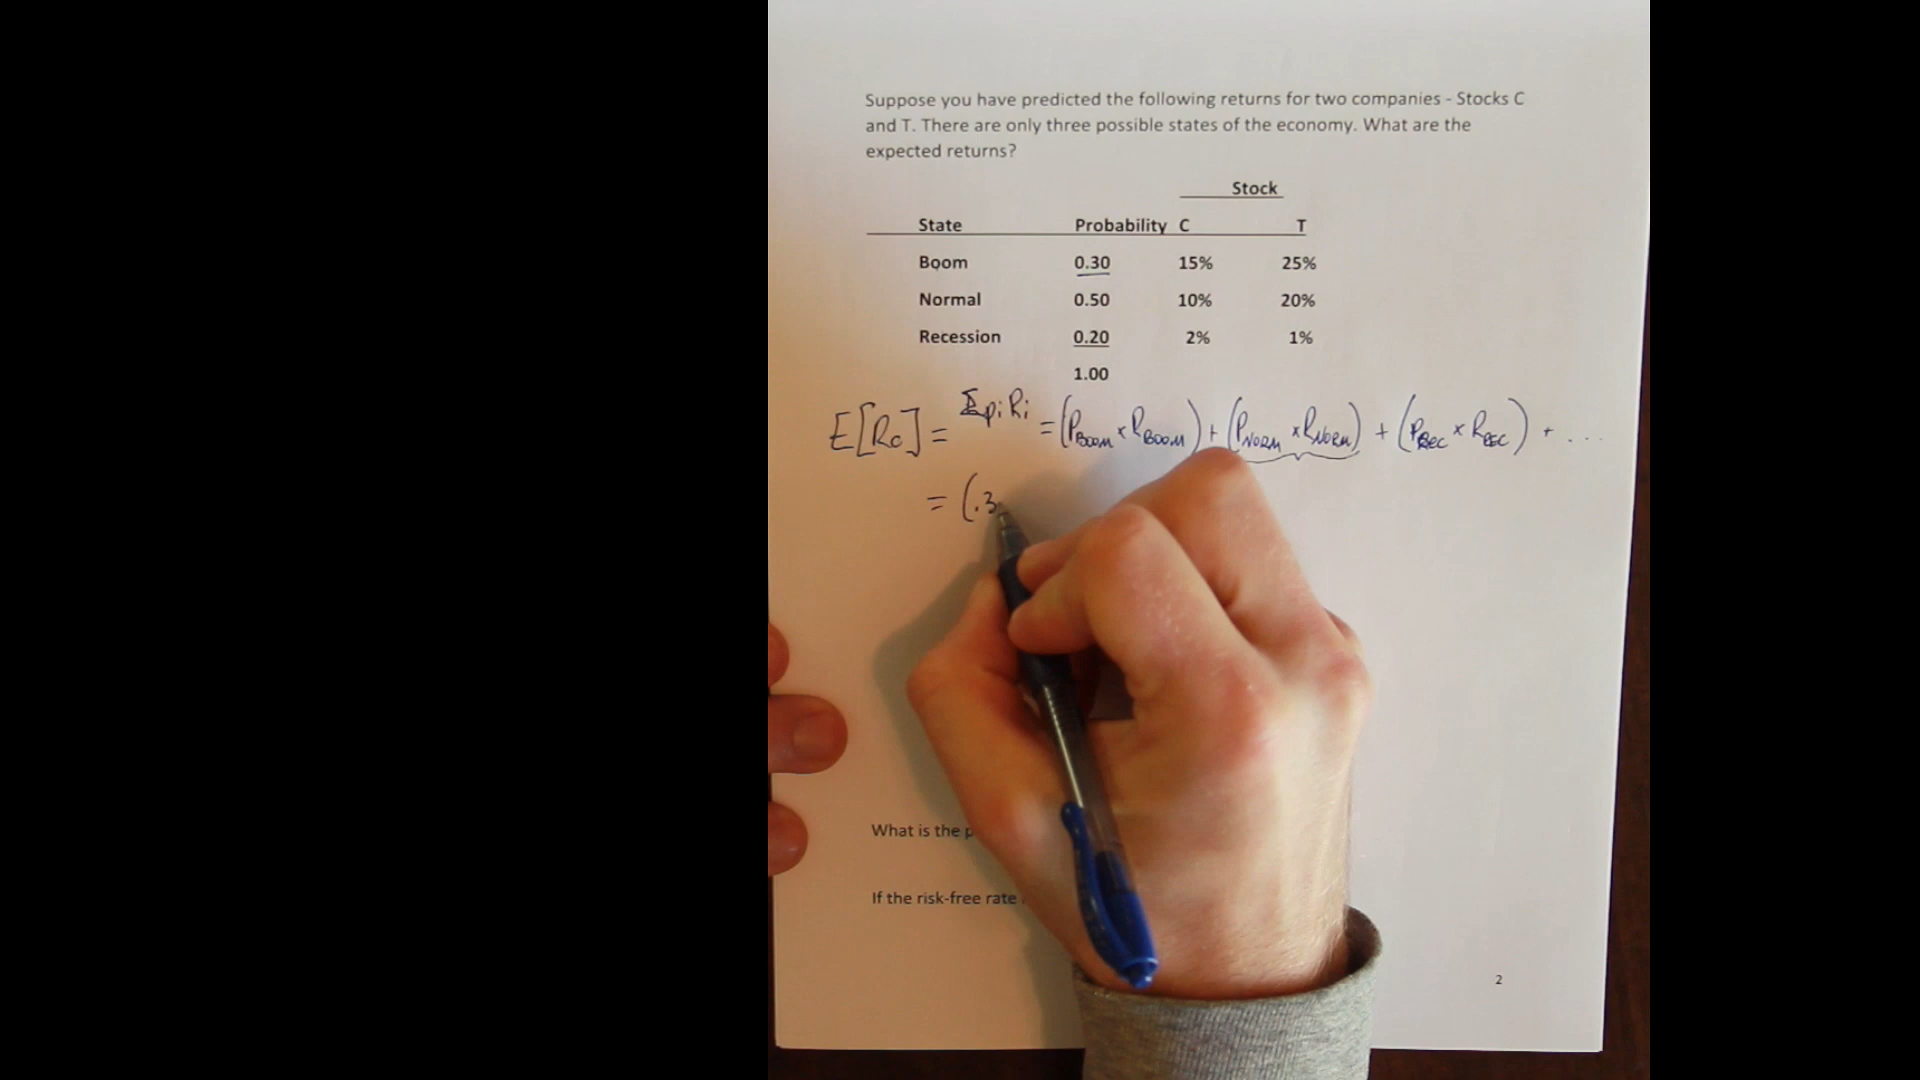 Suppose you have predicted the following returns for two companies - Stocks C
and T. There are only three possible states of the economy. What are the
expected returns?
Stock
State Probability C T
Boom 0.30 15% 25%
Normal 0.50 10% 20%
Recession 0.20 2% 1%
1.00
E[Rc] = Σpi Ri = (PBOOM × RBOOM) + (PNORM × RNORM) + (PREC × RREC) + ...
= (.3
What is the
If the risk-free rate
2